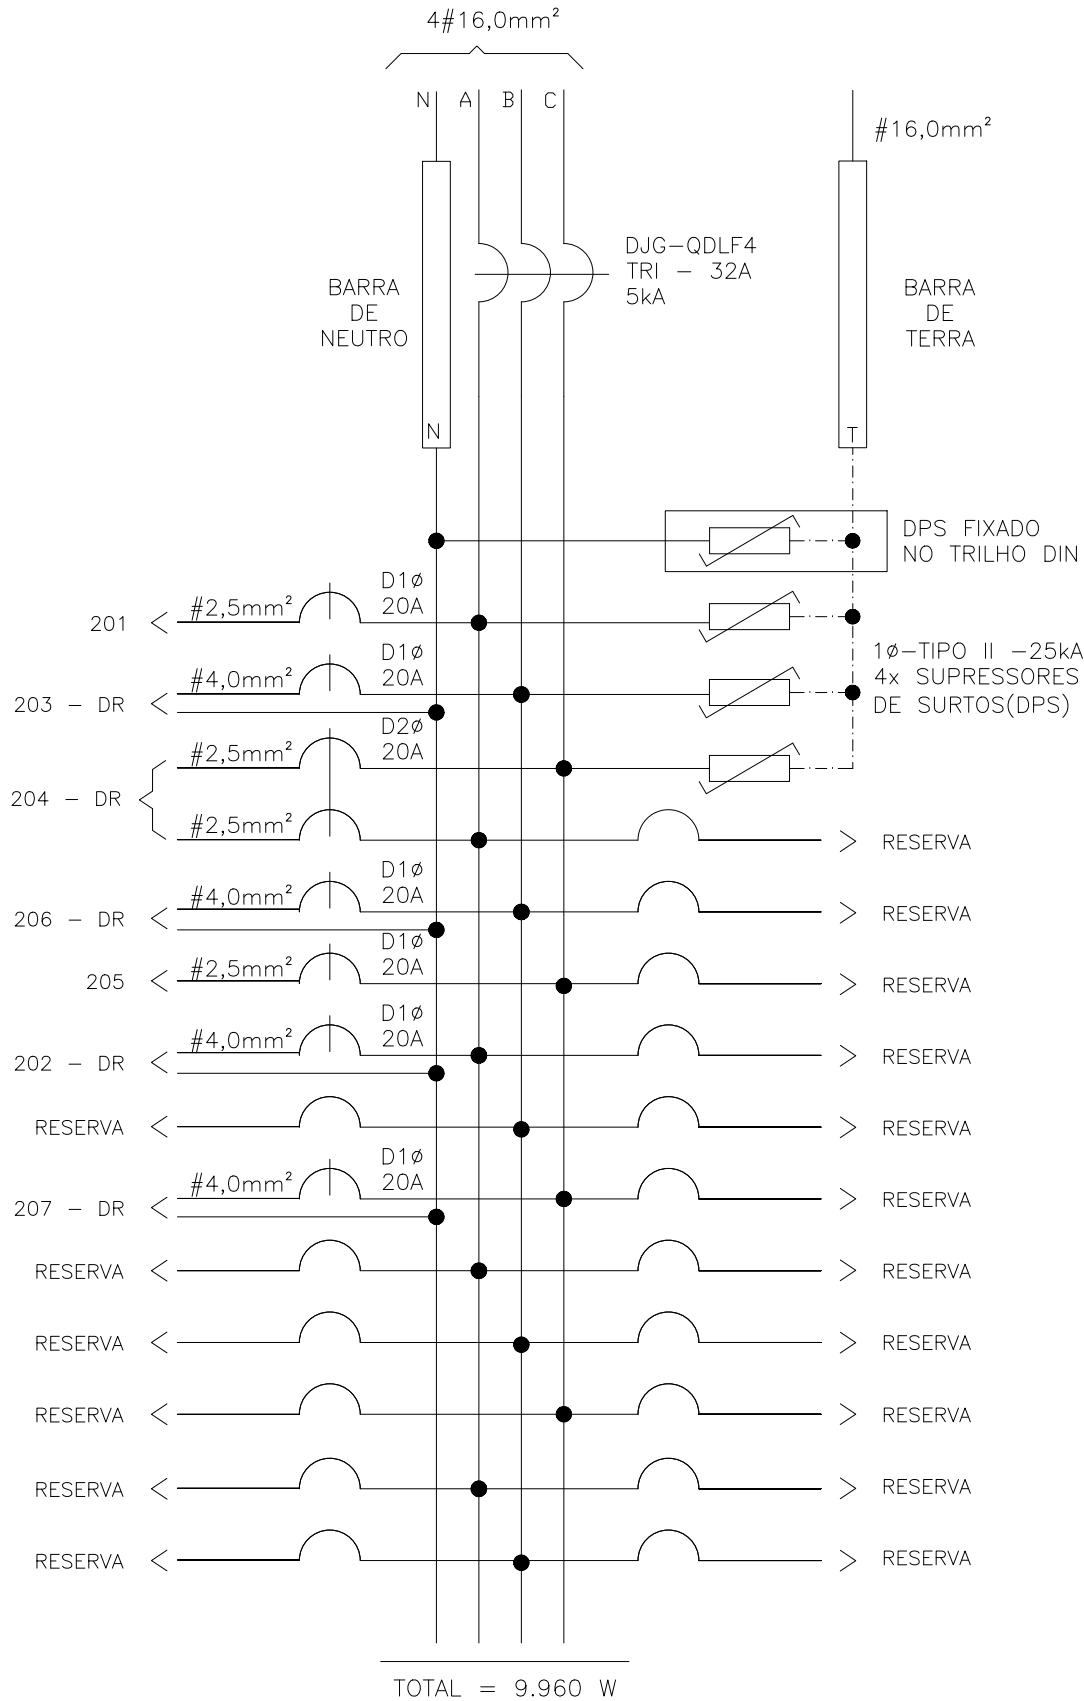 4#16,0mm²
N A B C
#16,0mm²
DJG-QDLF4
TRI - 32A
5kA
BARRA
DE
NEUTRO
BARRA
DE
TERRA
N
T
DPS FIXADO
NO TRILHO DIN
201
#2,5mm²
D1ø
20A
1ø-TIPO II -25kA
4x SUPRESSORES
DE SURTOS(DPS)
203 - DR
#4,0mm²
D1ø
20A
204 - DR
#2,5mm²
D2ø
20A
#2,5mm²
RESERVA
206 - DR
#4,0mm²
D1ø
20A
RESERVA
205
#2,5mm²
D1ø
20A
RESERVA
202 - DR
#4,0mm²
D1ø
20A
RESERVA
RESERVA
RESERVA
207 - DR
#4,0mm²
D1ø
20A
RESERVA
RESERVA
RESERVA
RESERVA
RESERVA
RESERVA
RESERVA
RESERVA
RESERVA
RESERVA
RESERVA
TOTAL = 9.960 W